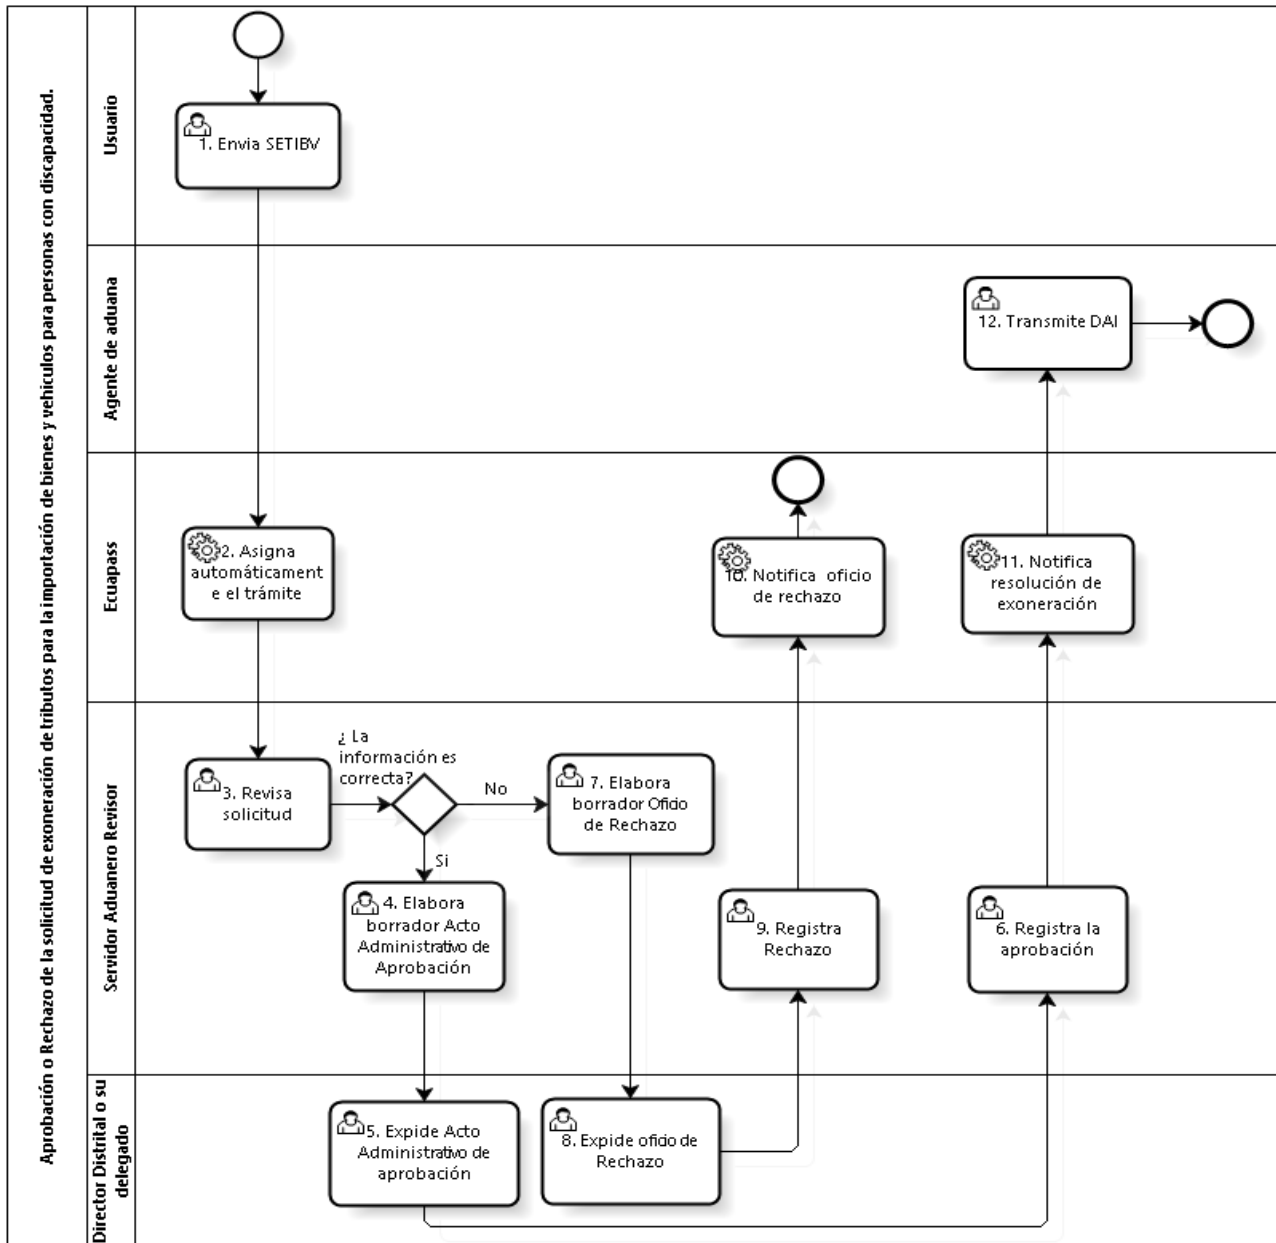 Aprobación o Rechazo de la solicitud de exoneración de tributos para la importación de bienes y vehículos para personas con discapacidad.
Usuario
1. Envia SETIBV
Agente de aduana
12. Transmite DAI
Ecuapass
2. Asigna
automáticament
e el trámite
10. Notifica oficio
de rechazo
11. Notifica
resolución de
exoneración
Servidor Aduanero Revisor
3. Revisa
solicitud
¿ La
información es
correcta?
No
Si
7. Elabora
borrador Oficio
de Rechazo
4. Elabora
borrador Acto
Administrativo de
Aprobación
9. Registra
Rechazo
6. Registra la
aprobación
Director Distrital o su
delegado
5. Expide Acto
Administrativo de
aprobación
8. Expide oficio de
Rechazo